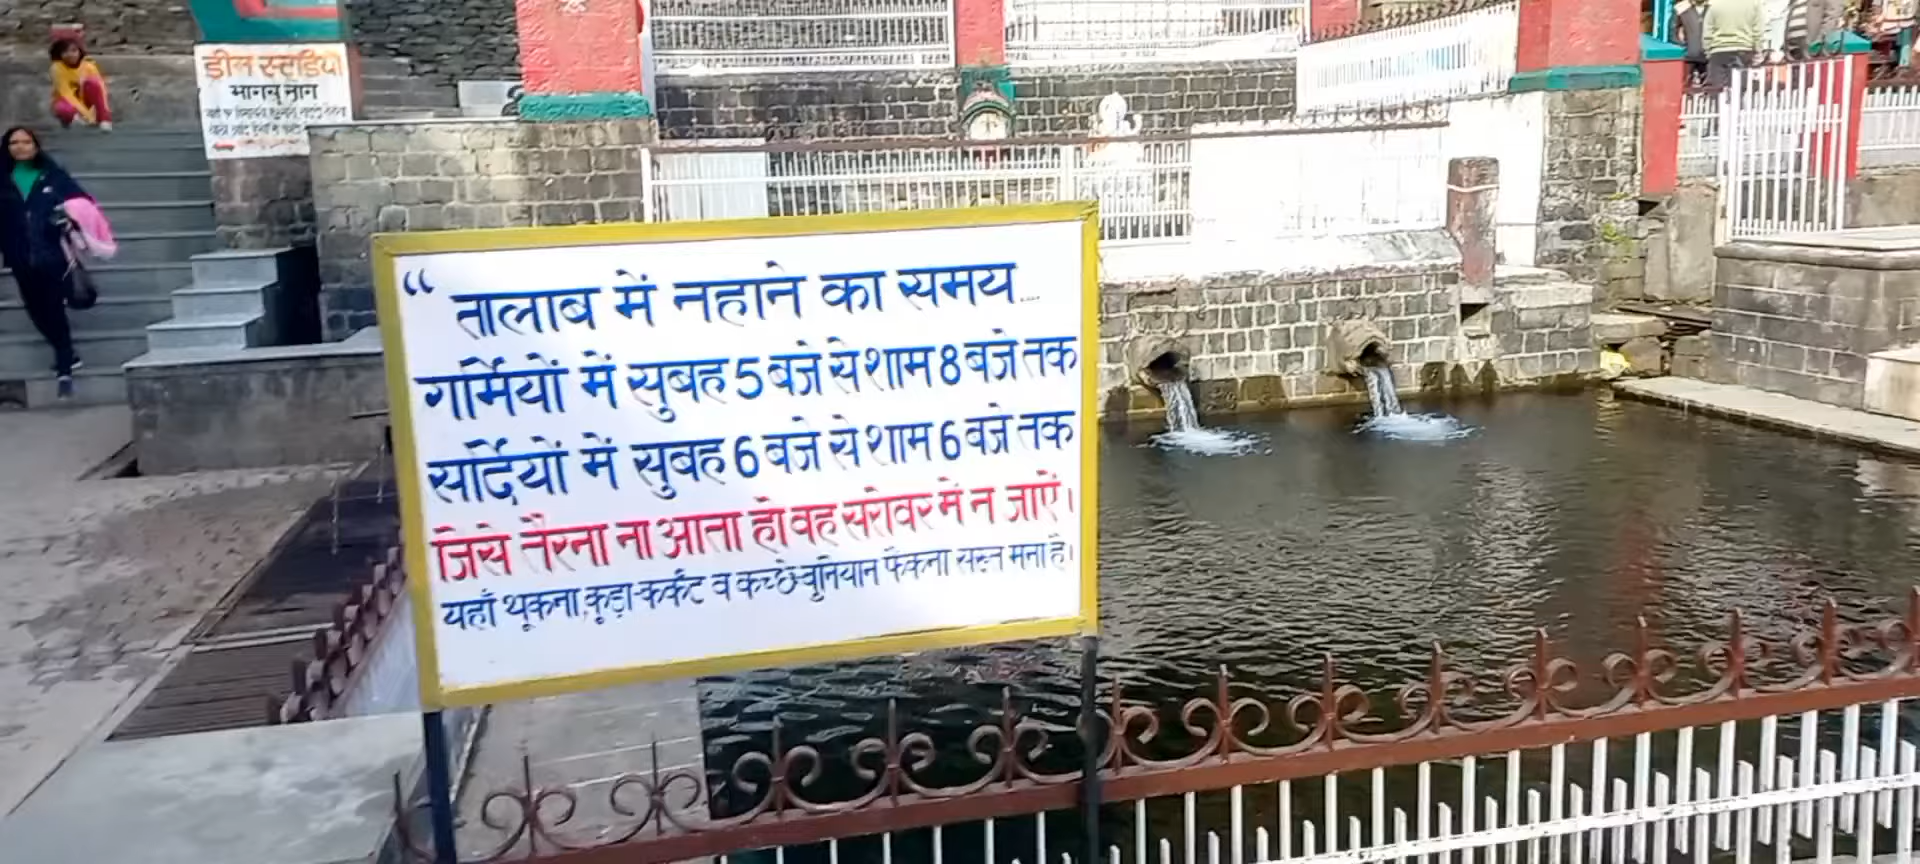 डील स्टुडियो
भागसू नाग
“ तालाब में नहाने का समय...
गर्मियों में सुबह 5 बजे से शाम 8 बजे तक
सर्दियों में सुबह 6 बजे से शाम 6 बजे तक
जिसे तैरना ना आता हो वह सरोवर में न जाऐं।
यहाँ थूकना, कूड़ा-कर्कट व कच्छे-बुनियान फैंकना सख्त मना है।